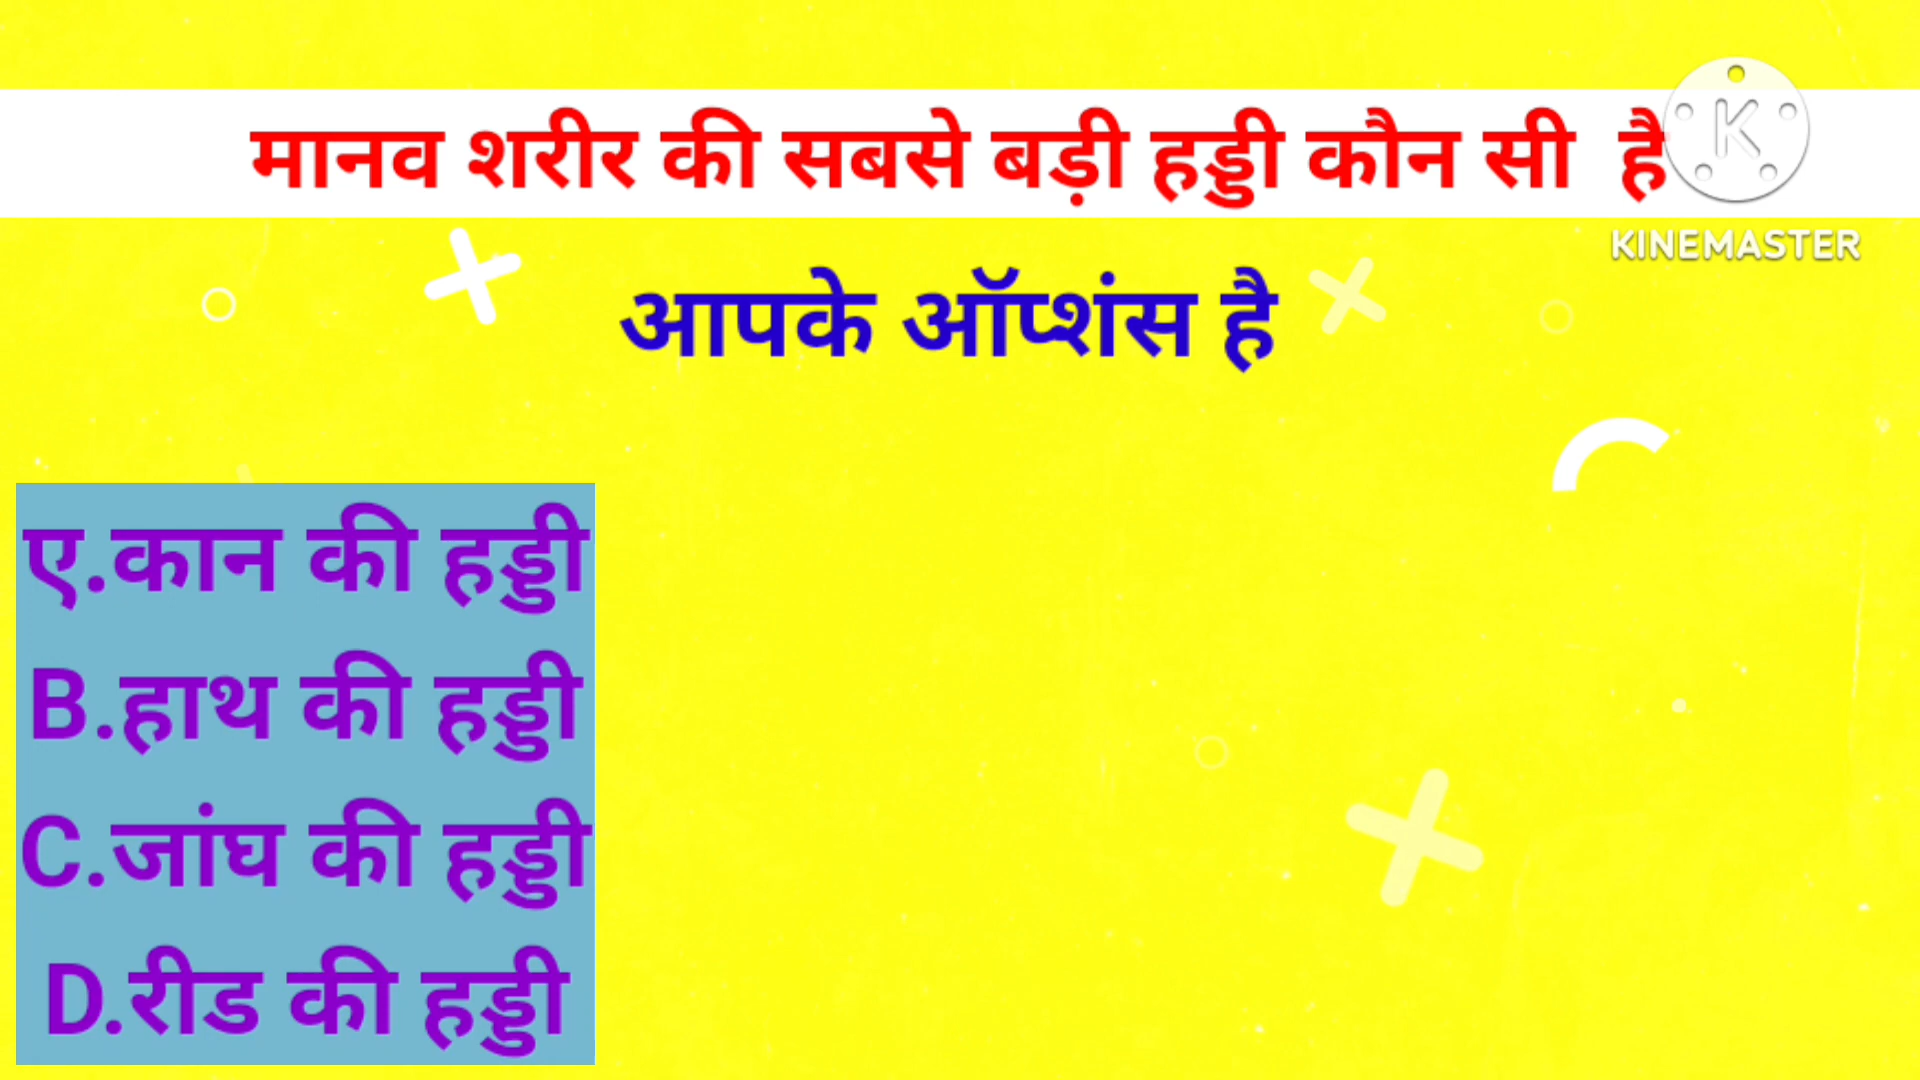 मानव शरीर की सबसे बड़ी हड्डी कौन सी है
KINEMASTER
आपके ऑप्शंस है
ए.कान की हड्डी
B.हाथ की हड्डी
C.जांघ की हड्डी
D.रीड की हड्डी